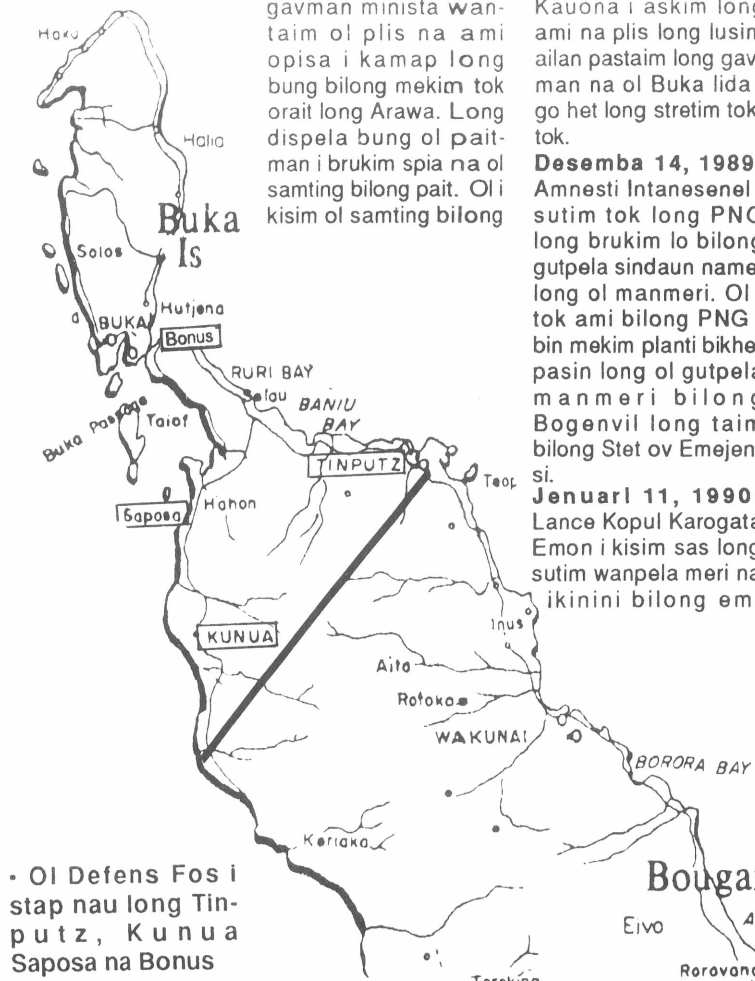 gavman minista wan-
taim ol plis na ami
opisa i kamap long
bung bilong mekim tok
orait long Arawa. Long
dispela bung ol pait-
man i brukim spia na ol
samting bilong pait. Ol i
kisim ol samting bilong
Kauona i askim long
ami na plis long lusim
ailan pastaim long gav
man na ol Buka lida
go het long stretim tok
tok.
Desemba 14, 1989
Amnesti Intanesenel
sutim tok long PNG
long brukim lo bilong
gutpela sindaun name
long ol manmeri. Ol
tok ami bilong PNG
bin mekim planti bikhe
pasin long ol gutpela
manmeri bilong
Bogenvil long taim
bilong Stet ov Emejen
si.
Jenuari 11, 1990
Lance Kopul Karogata
Emon i kisim sas long
sutim wanpela meri na
ikinini bilong em
Haku
Halia
Buka
Is
Solos
Hutjena
BUKA
Bonus
RURI BAY
Selau
BANIU
BAY
Buka Passage
Taiof
TINPUTZ
Teop
Saposa
Hahon
Inus
KUNUA
Aita
Rotoka
WAKUNAI
BORORA BAY
Keriaka
Bougai
Eivo
A
Rorovana
• Ol Defens Fos i
stap nau long Tin-
putz, Kunua
Saposa na Bonus